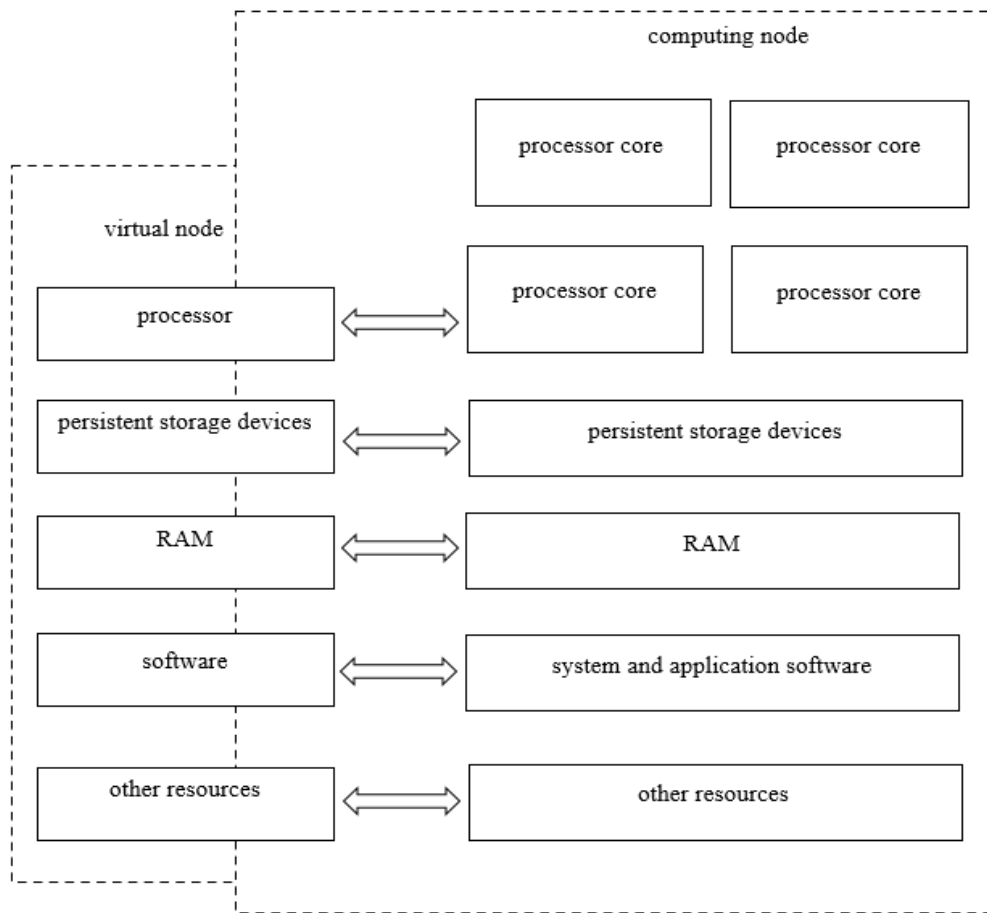 computing node
processor core
processor core
virtual node
processor core
processor core
processor
persistent storage devices
persistent storage devices
RAM
RAM
software
system and application software
other resources
other resources